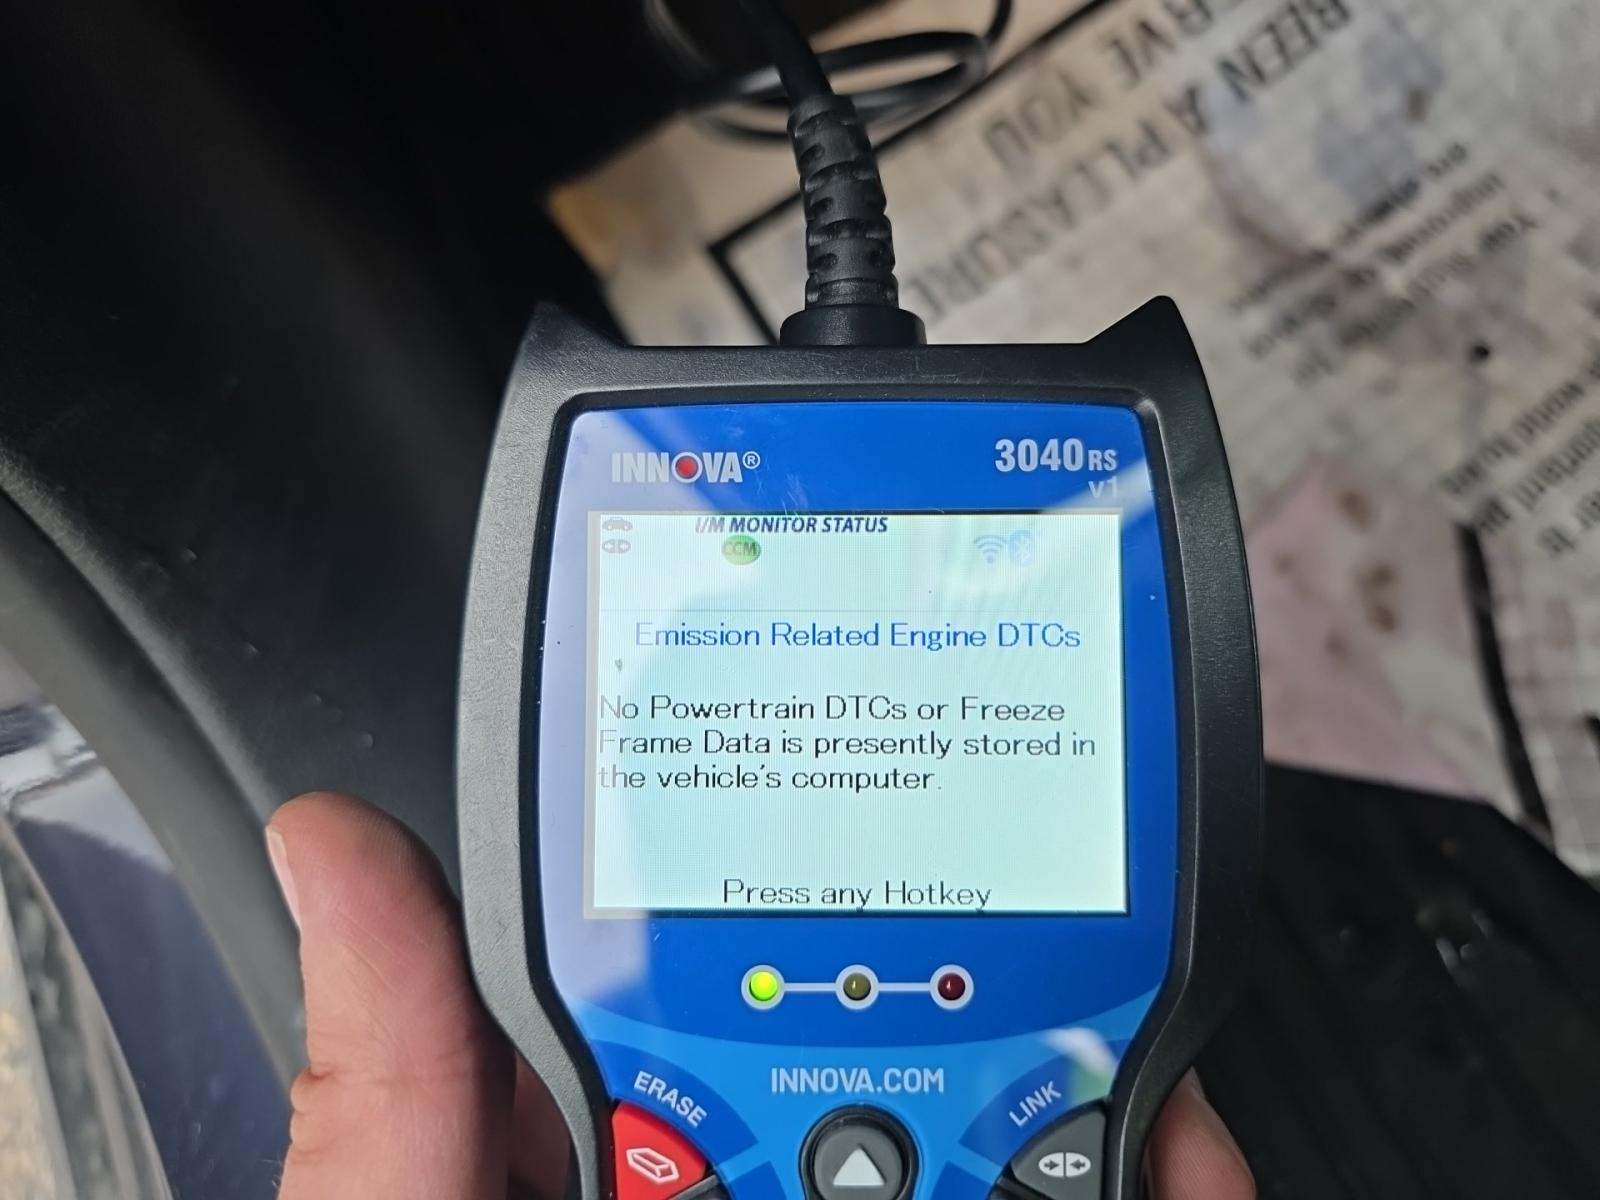 BEEN A PLEASURE
SERVE YOU
INNOVA®
3040RS
v1
I/M MONITOR STATUS
CCM
Emission Related Engine DTCs
No Powertrain DTCs or Freeze
Frame Data is presently stored in
the vehicle's computer.
Press any Hotkey
INNOVA.COM
ERASE
LINK